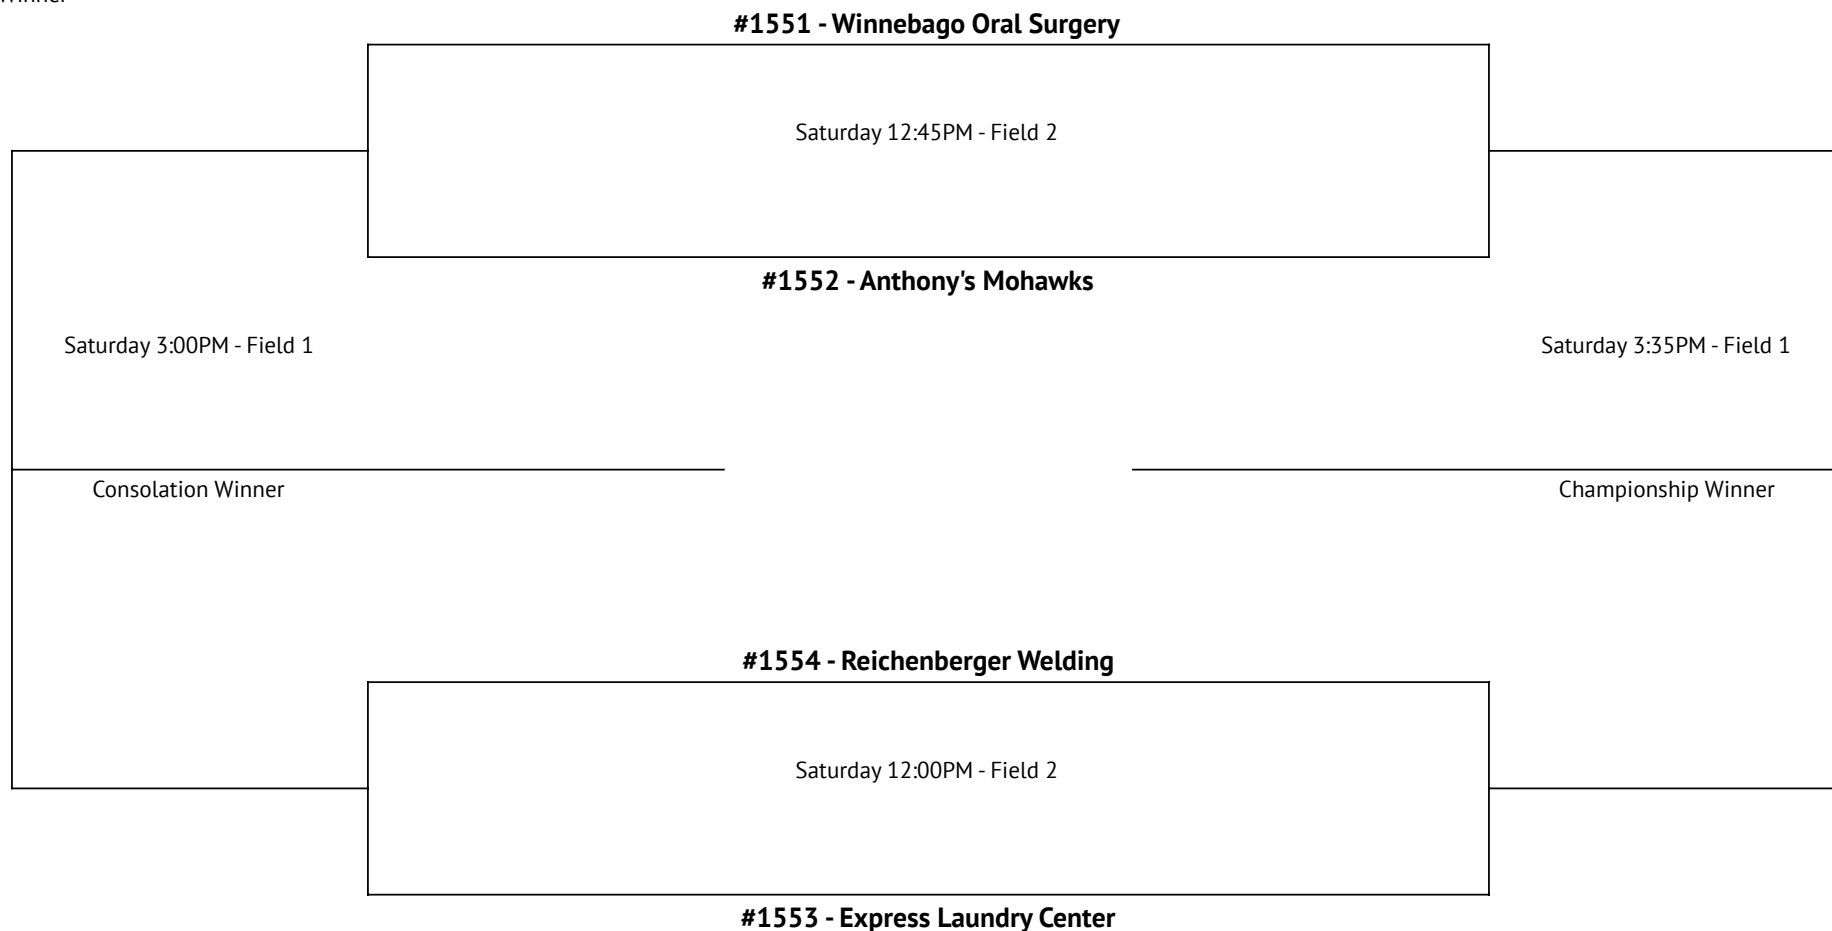 #1551 - Winnebago Oral Surgery
Saturday 12:45PM - Field 2
#1552 - Anthony's Mohawks
Saturday 3:00PM - Field 1
Saturday 3:35PM - Field 1
Consolation Winner
Championship Winner
#1554 - Reichenberger Welding
Saturday 12:00PM - Field 2
#1553 - Express Laundry Center